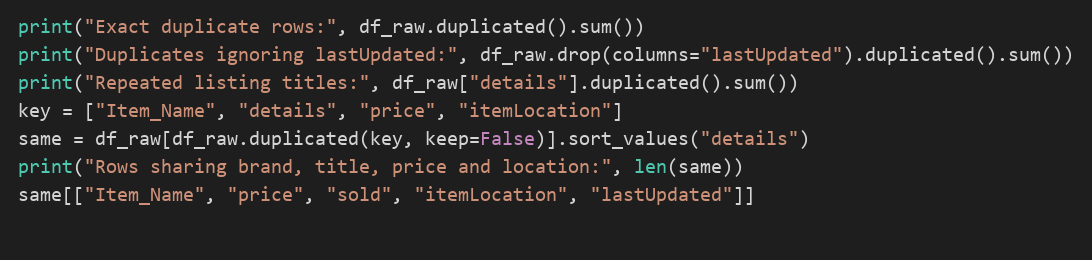 print("Exact duplicate rows:", df_raw.duplicated().sum())
print("Duplicates ignoring lastUpdated:", df_raw.drop(columns="lastUpdated").duplicated().sum())
print("Repeated listing titles:", df_raw["details"].duplicated().sum())
key = ["Item_Name", "details", "price", "itemLocation"]
same = df_raw[df_raw.duplicated(key, keep=False)].sort_values("details")
print("Rows sharing brand, title, price and location:", len(same))
same[["Item_Name", "price", "sold", "itemLocation", "lastUpdated"]]